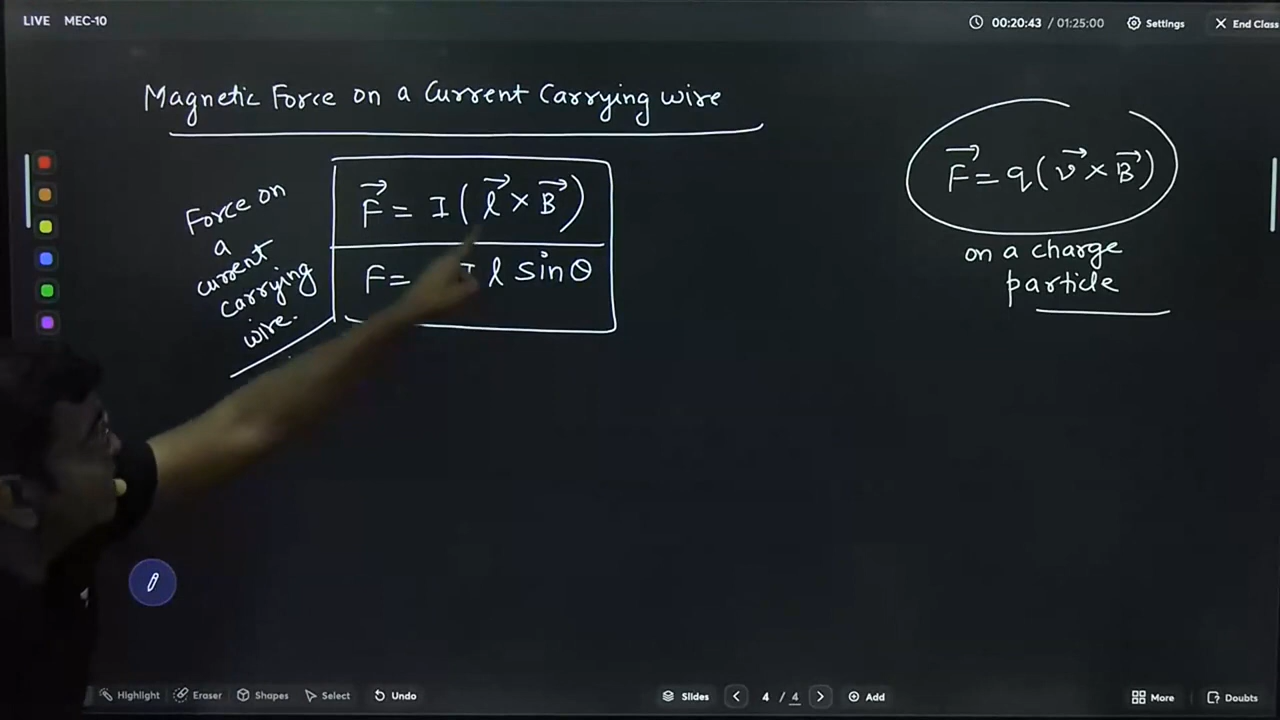 LIVE MEC-10
00:20:43 / 01:25:00 Settings End Class
Magnetic Force on a Current Carrying wire
Force on
a
current
carrying
wire.
F⃗ = I(l⃗ × B⃗)
F = I l sinθ
F⃗ = q(v⃗ × B⃗)
on a charge
particle
Highlight Eraser Shapes Select Undo
Slides 4 / 4 Add
More Doubts